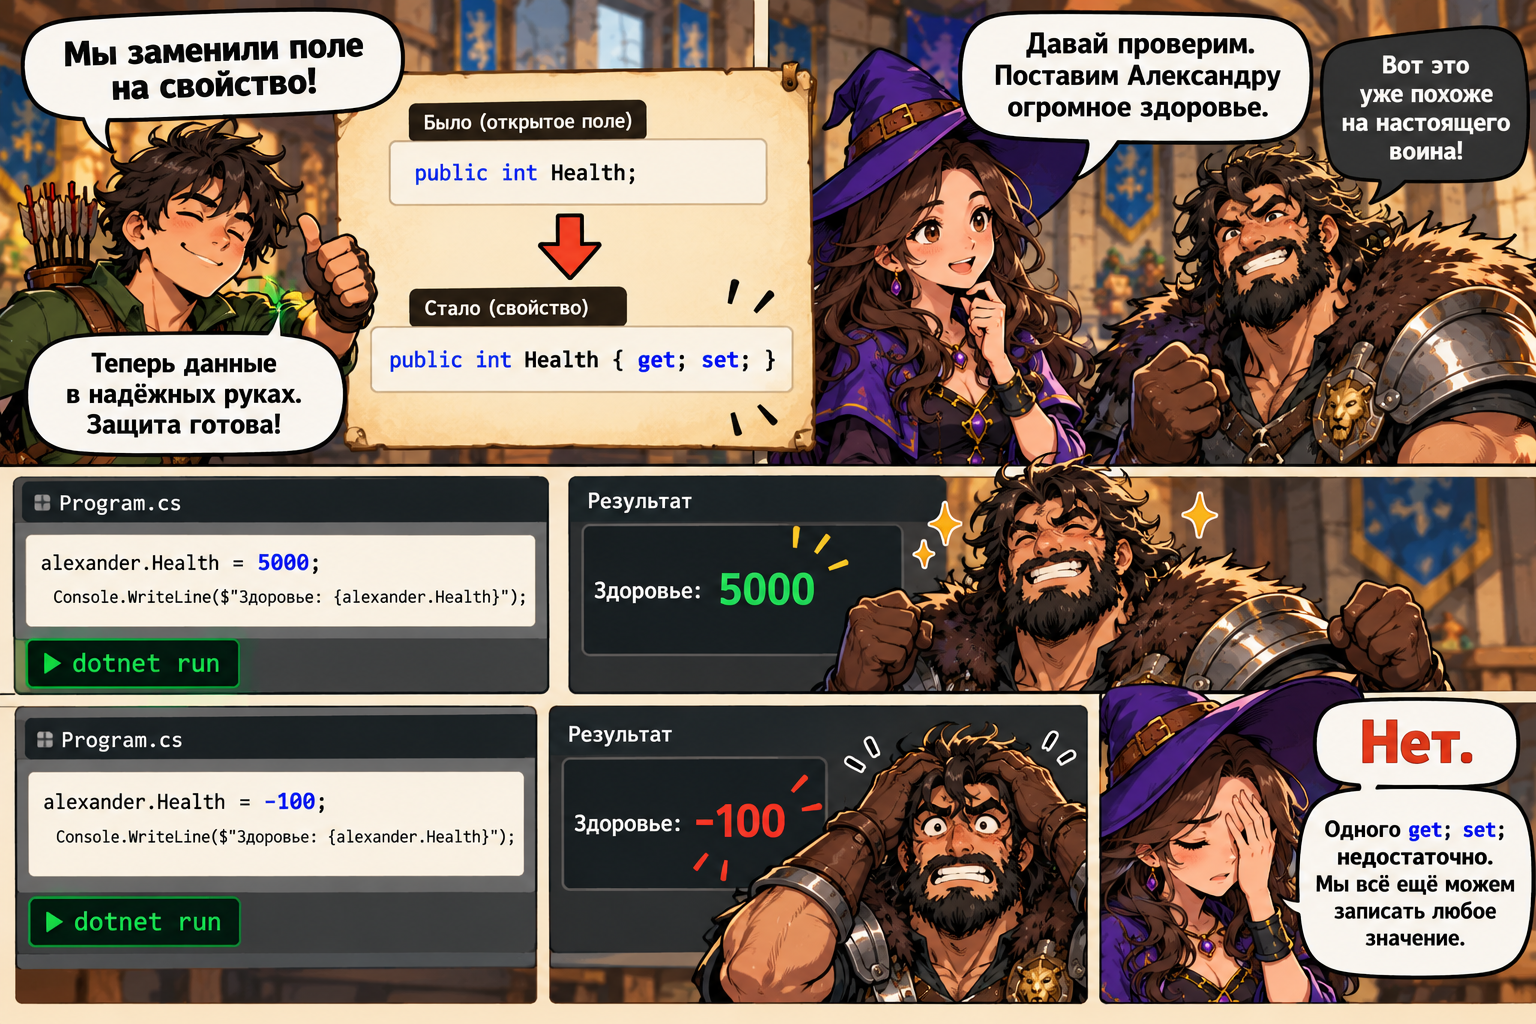 Мы заменили поле
на свойство!
Было (открытое поле)
public int Health;
Стало (свойство)
public int Health { get; set; }
Теперь данные
в надёжных руках.
Защита готова!
Давай проверим.
Поставим Александру
огромное здоровье.
Вот это
уже похоже
на настоящего
воина!
Program.cs
alexander.Health = 5000;
Console.WriteLine($"Здоровье: {alexander.Health}");
dotnet run
Результат
Здоровье: 5000
Program.cs
alexander.Health = -100;
Console.WriteLine($"Здоровье: {alexander.Health}");
dotnet run
Результат
Здоровье: -100
Нет.
Одного get; set;
недостаточно.
Мы всё ещё можем
записать любое
значение.